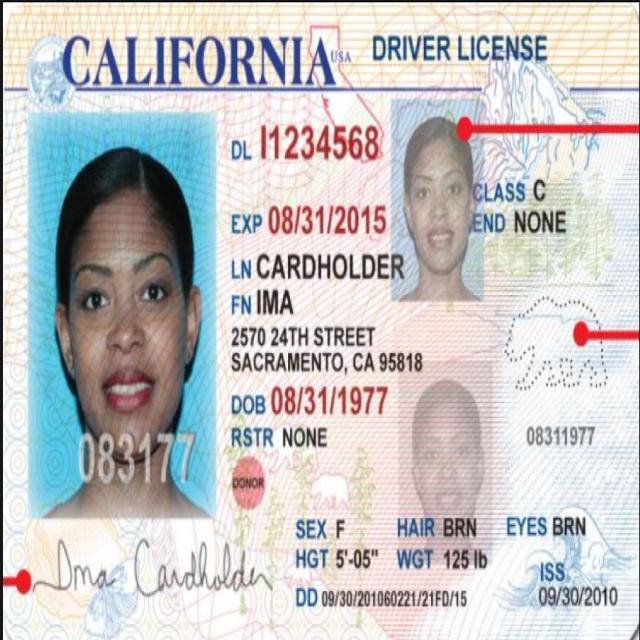 CALIFORNIA USA DRIVER LICENSE
DL I1234568
CLASS C
EXP 08/31/2015
END NONE
LN CARDHOLDER
FN IMA
2570 24TH STREET
SACRAMENTO, CA 95818
DOB 08/31/1977
RSTR NONE
08311977
083177
DONOR
SEX F HAIR BRN EYES BRN
HGT 5'-05" WGT 125 lb
ISS
DD 09/30/201060221/21FD/15 09/30/2010
Ima Cardholder